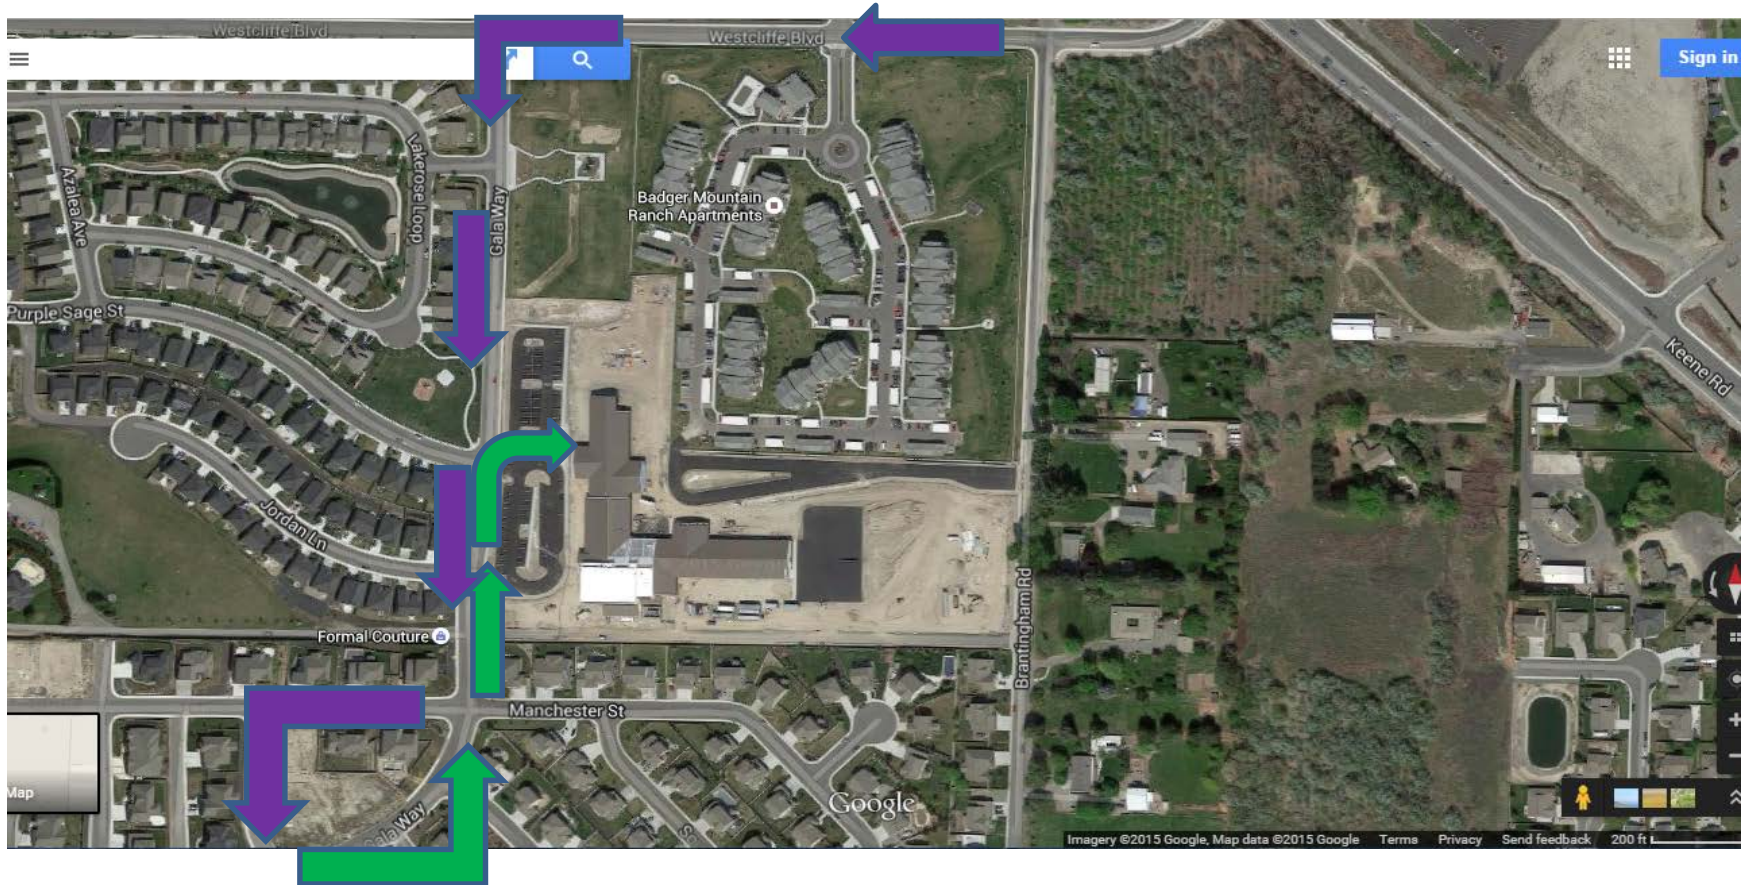 Westcliffe Blvd
Westcliffe Blvd
Sign in
Lakerose Loop
Azalea Ave
Gala Way
Badger Mountain
Ranch Apartments
Purple Sage St
Keene Rd
Jordan Ln
Brantingham Rd
Formal Couture
Manchester St
Map
Gala Way
Google
Imagery ©2015 Google, Map data ©2015 Google Terms Privacy Send feedback 200 ft